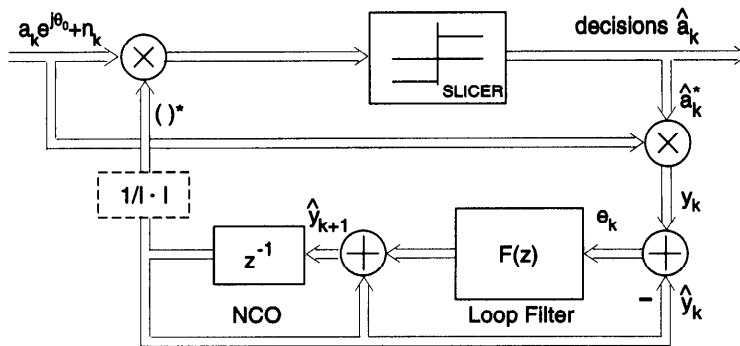 a_k e^{jθ_0}+n_k
decisions â_k
SLICER
( )*
â_k^*
1/| · |
y_k
ŷ_{k+1}
e_k
z^{-1}
F(z)
NCO
Loop Filter
− ŷ_k